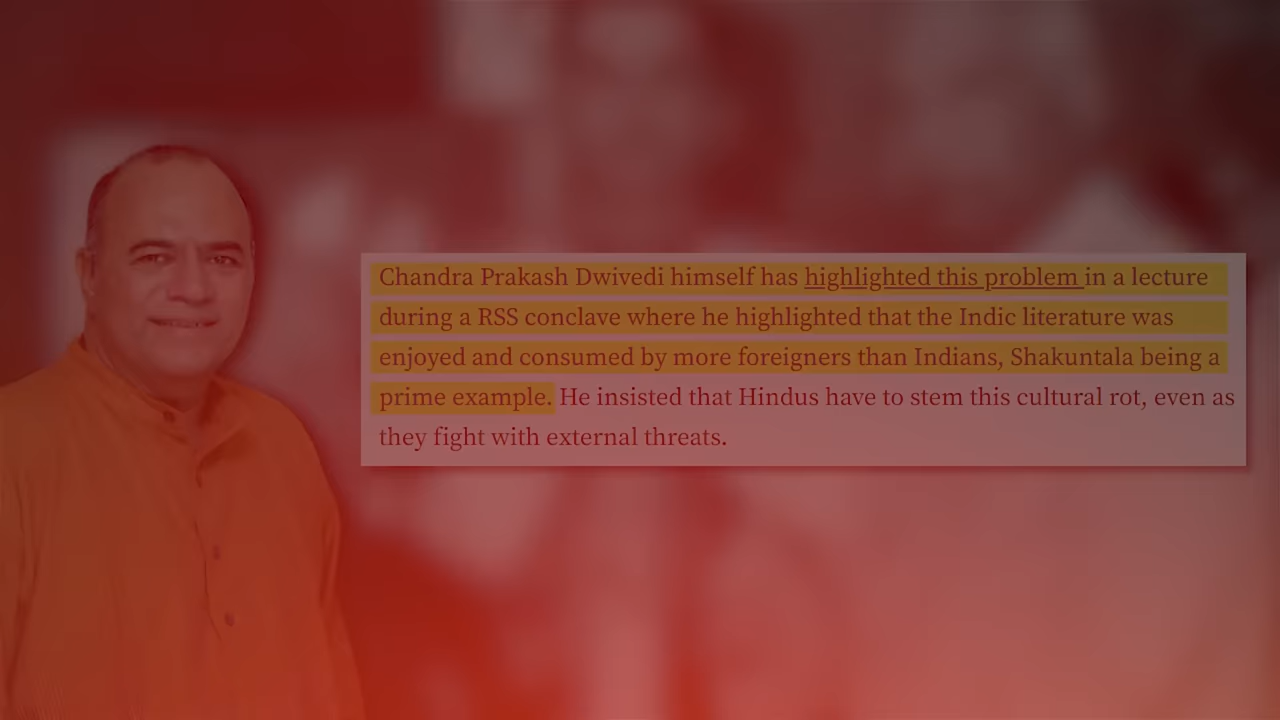 Chandra Prakash Dwivedi himself has highlighted this problem in a lecture
during a RSS conclave where he highlighted that the Indic literature was
enjoyed and consumed by more foreigners than Indians, Shakuntala being a
prime example. He insisted that Hindus have to stem this cultural rot, even as
they fight with external threats.